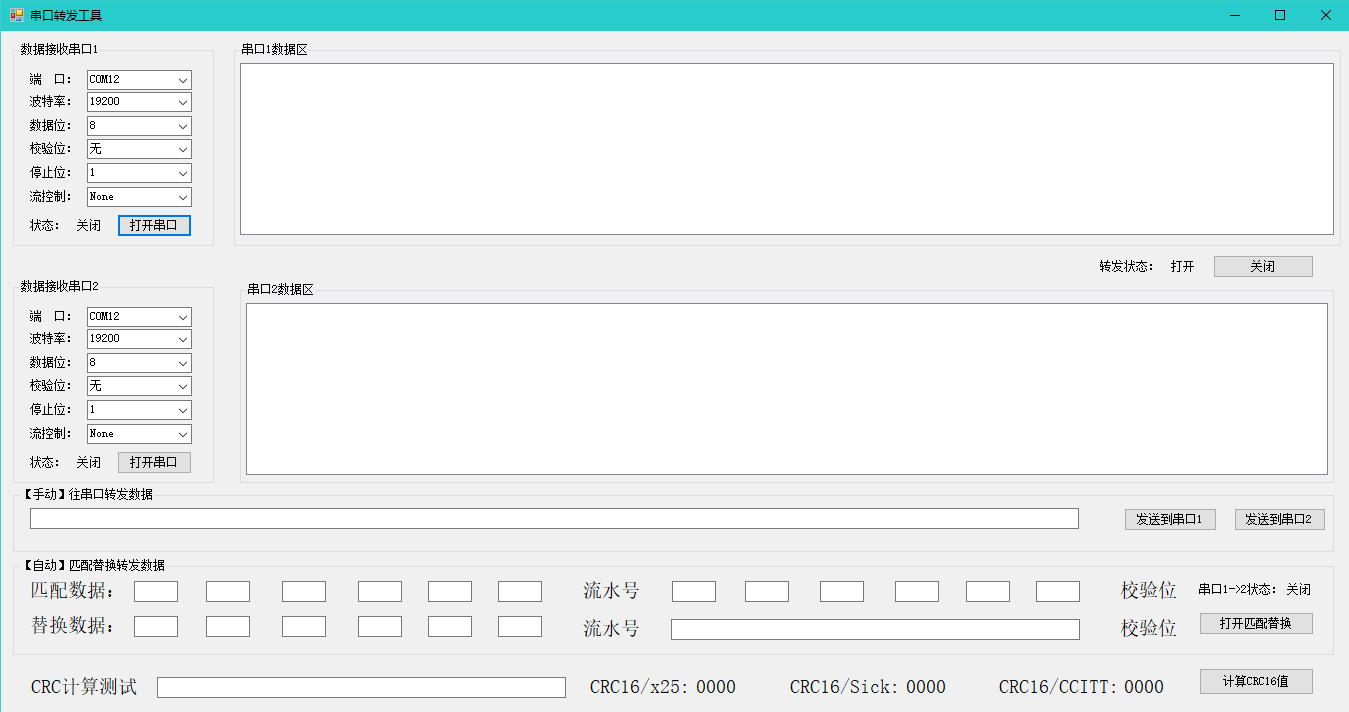 串口转发工具
数据接收串口1
端　口： COM12
波特率： 19200
数据位： 8
校验位： 无
停止位： 1
流控制： None
状态： 关闭 打开串口
串口1数据区
转发状态： 打开 关闭
数据接收串口2
端　口： COM12
波特率： 19200
数据位： 8
校验位： 无
停止位： 1
流控制： None
状态： 关闭 打开串口
串口2数据区
【手动】往串口转发数据
发送到串口1 发送到串口2
【自动】匹配替换转发数据
匹配数据： 流水号 校验位 串口1->2状态： 关闭
替换数据： 流水号 校验位 打开匹配替换
CRC计算测试 CRC16/x25: 0000 CRC16/Sick: 0000 CRC16/CCITT: 0000 计算CRC16值